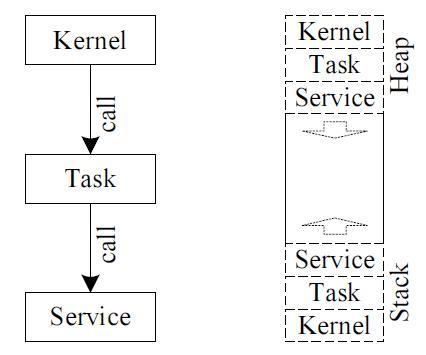 Kernel
call
Task
call
Service
Kernel
Task
Service
Heap
Service
Task
Kernel
Stack